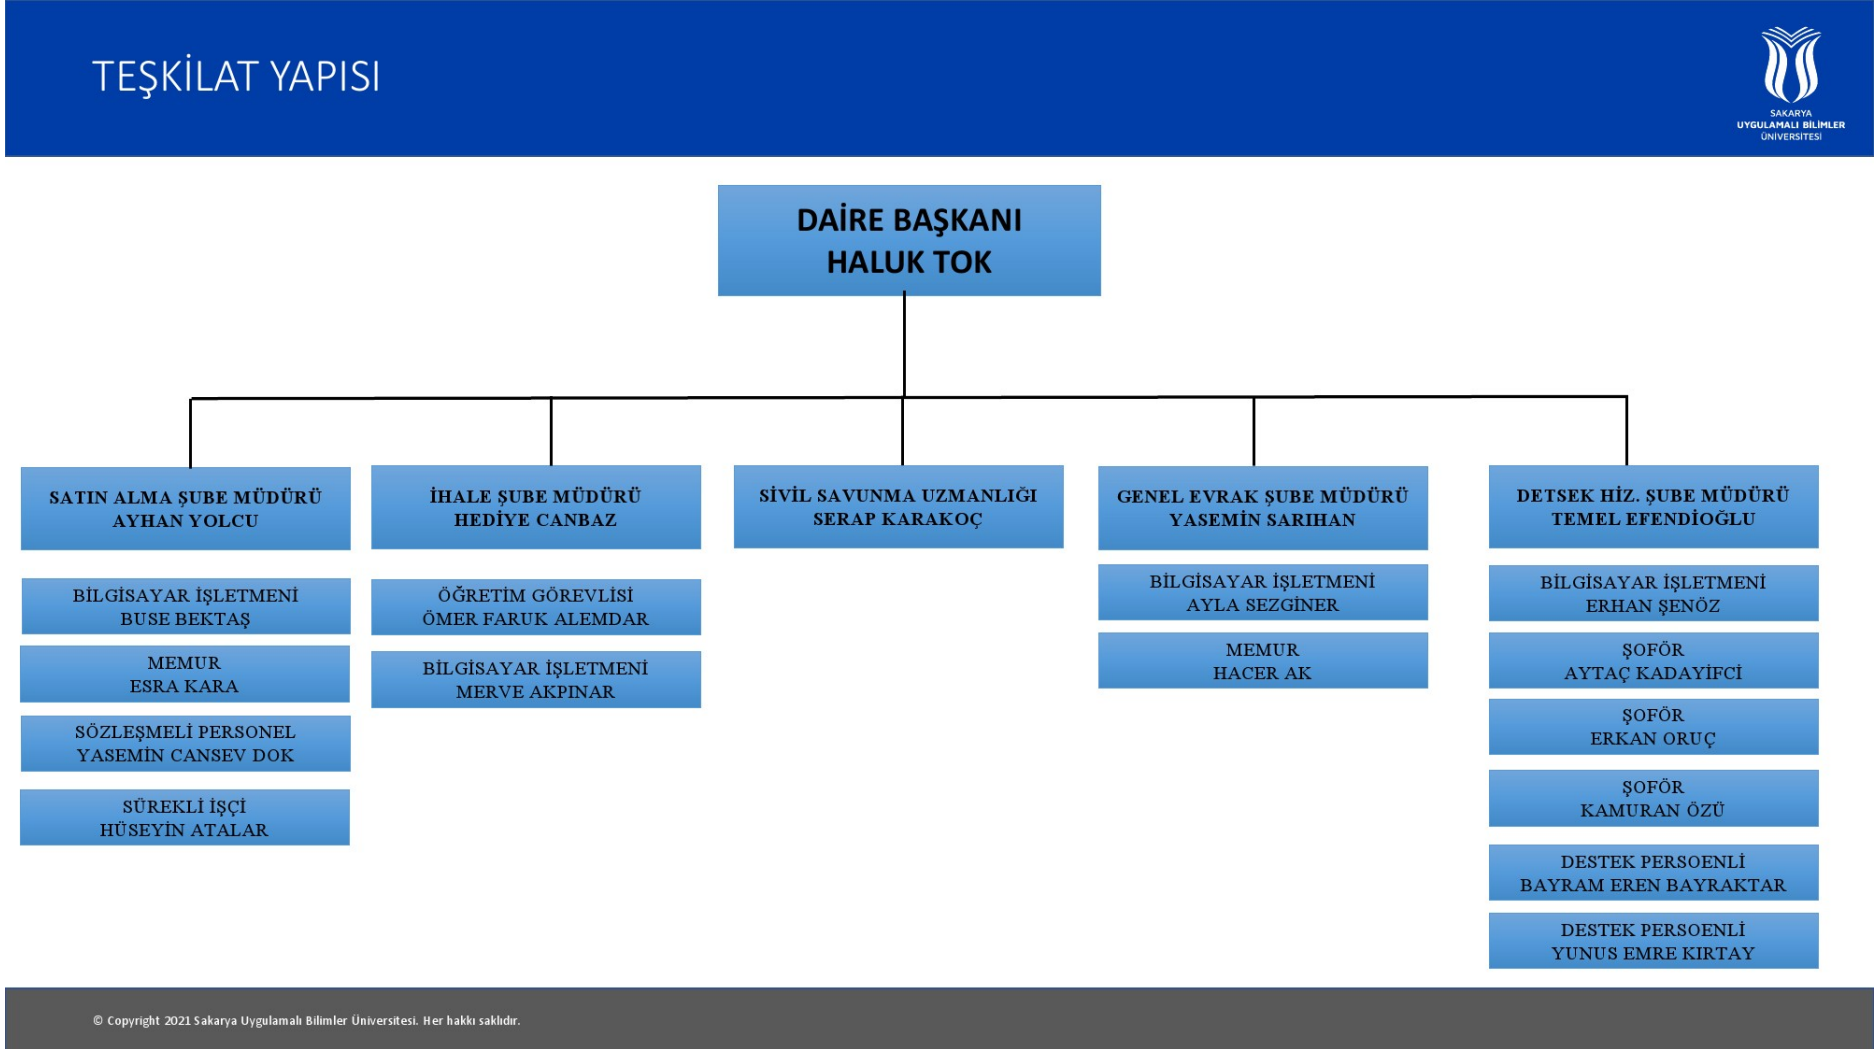 TEŞKİLAT YAPISI
SAKARYA
UYGULAMALI BİLİMLER
ÜNİVERSİTESİ
DAİRE BAŞKANI
HALUK TOK
SATIN ALMA ŞUBE MÜDÜRÜ
AYHAN YOLCU
BİLGİSAYAR İŞLETMENİ
BUSE BEKTAŞ
MEMUR
ESRA KARA
SÖZLEŞMELİ PERSONEL
YASEMİN CANSEV DOK
SÜREKLİ İŞÇİ
HÜSEYİN ATALAR
İHALE ŞUBE MÜDÜRÜ
HEDİYE CANBAZ
ÖĞRETİM GÖREVLİSİ
ÖMER FARUK ALEMDAR
BİLGİSAYAR İŞLETMENİ
MERVE AKPINAR
SİVİL SAVUNMA UZMANLIĞI
SERAP KARAKOÇ
GENEL EVRAK ŞUBE MÜDÜRÜ
YASEMİN SARIHAN
BİLGİSAYAR İŞLETMENİ
AYLA SEZGİNER
MEMUR
HACER AK
DETSEK HİZ. ŞUBE MÜDÜRÜ
TEMEL EFENDİOĞLU
BİLGİSAYAR İŞLETMENİ
ERHAN ŞENÖZ
ŞOFÖR
AYTAÇ KADAYİFCİ
ŞOFÖR
ERKAN ORUÇ
ŞOFÖR
KAMURAN ÖZÜ
DESTEK PERSOENLİ
BAYRAM EREN BAYRAKTAR
DESTEK PERSOENLİ
YUNUS EMRE KIRTAY
© Copyright 2021 Sakarya Uygulamalı Bilimler Üniversitesi. Her hakkı saklıdır.